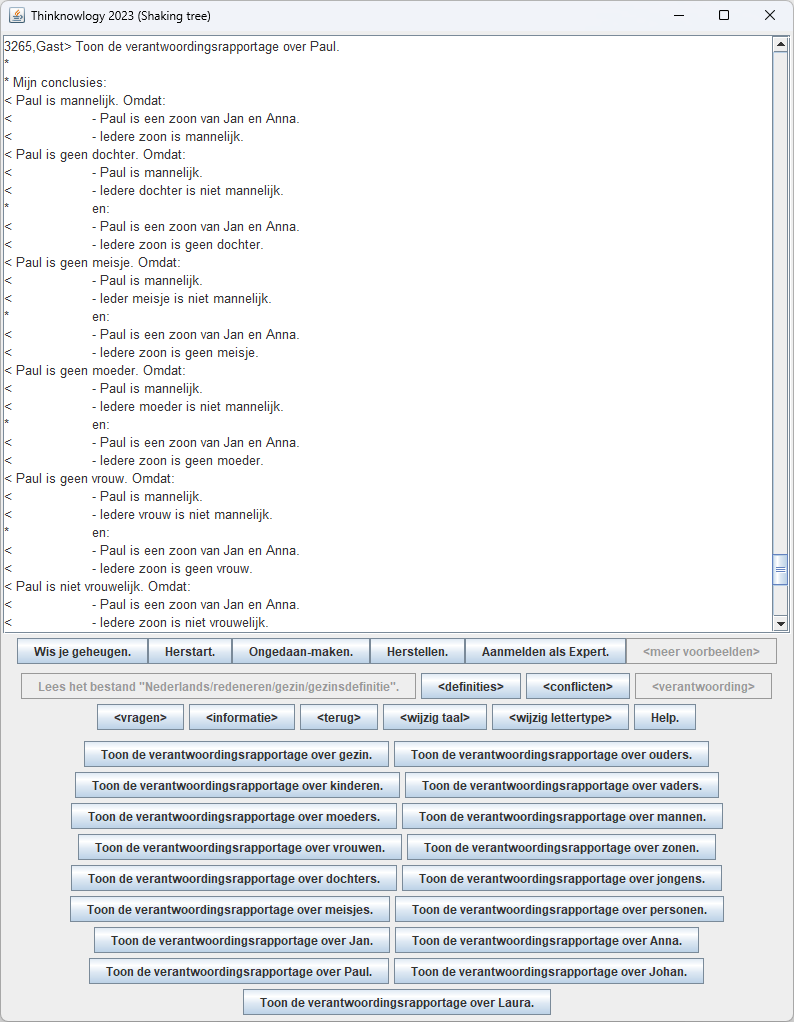 Thinknowlogy 2023 (Shaking tree)
3265,Gast> Toon de verantwoordingsrapportage over Paul.
*
* Mijn conclusies:
< Paul is mannelijk. Omdat:
< - Paul is een zoon van Jan en Anna.
< - Iedere zoon is mannelijk.
< Paul is geen dochter. Omdat:
< - Paul is mannelijk.
< - Iedere dochter is niet mannelijk.
* en:
< - Paul is een zoon van Jan en Anna.
< - Iedere zoon is geen dochter.
< Paul is geen meisje. Omdat:
< - Paul is mannelijk.
< - Ieder meisje is niet mannelijk.
* en:
< - Paul is een zoon van Jan en Anna.
< - Iedere zoon is geen meisje.
< Paul is geen moeder. Omdat:
< - Paul is mannelijk.
< - Iedere moeder is niet mannelijk.
* en:
< - Paul is een zoon van Jan en Anna.
< - Iedere zoon is geen moeder.
< Paul is geen vrouw. Omdat:
< - Paul is mannelijk.
< - Iedere vrouw is niet mannelijk.
* en:
< - Paul is een zoon van Jan en Anna.
< - Iedere zoon is geen vrouw.
< Paul is niet vrouwelijk. Omdat:
< - Paul is een zoon van Jan en Anna.
< - Iedere zoon is niet vrouwelijk.
Wis je geheugen. Herstart. Ongedaan-maken. Herstellen. Aanmelden als Expert. <meer voorbeelden>
Lees het bestand "Nederlands/redeneren/gezin/gezinsdefinitie". <definities> <conflicten> <verantwoording>
<vragen> <informatie> <terug> <wijzig taal> <wijzig lettertype> Help.
Toon de verantwoordingsrapportage over gezin. Toon de verantwoordingsrapportage over ouders.
Toon de verantwoordingsrapportage over kinderen. Toon de verantwoordingsrapportage over vaders.
Toon de verantwoordingsrapportage over moeders. Toon de verantwoordingsrapportage over mannen.
Toon de verantwoordingsrapportage over vrouwen. Toon de verantwoordingsrapportage over zonen.
Toon de verantwoordingsrapportage over dochters. Toon de verantwoordingsrapportage over jongens.
Toon de verantwoordingsrapportage over meisjes. Toon de verantwoordingsrapportage over personen.
Toon de verantwoordingsrapportage over Jan. Toon de verantwoordingsrapportage over Anna.
Toon de verantwoordingsrapportage over Paul. Toon de verantwoordingsrapportage over Johan.
Toon de verantwoordingsrapportage over Laura.